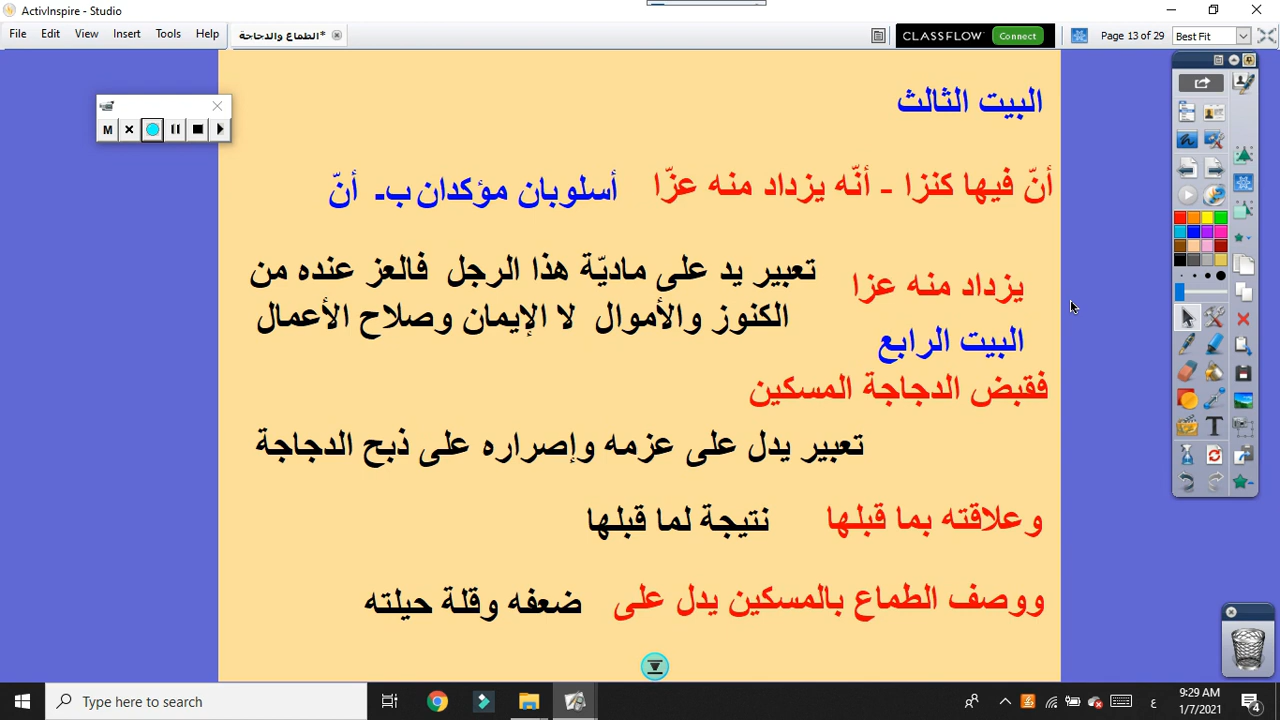 ActivInspire - Studio
File Edit View Insert Tools Help
*الطماع والدجاجة
CLASSFLOW Connect
Page 13 of 29
Best Fit
M
البيت الثالث
أنّ فيها كنزا - أنّه يزداد منه عزّا أسلوبان مؤكدان بـ أنّ
يزداد منه عزا تعبير يد على ماديّة هذا الرجل فالعز عنده من
الكنوز والأموال لا الإيمان وصلاح الأعمال
البيت الرابع
فقبض الدجاجة المسكين
تعبير يدل على عزمه وإصراره على ذبح الدجاجة
وعلاقته بما قبلها نتيجة لما قبلها
ووصف الطماع بالمسكين يدل على ضعفه وقلة حيلته
Type here to search
ع
9:29 AM
1/7/2021
4